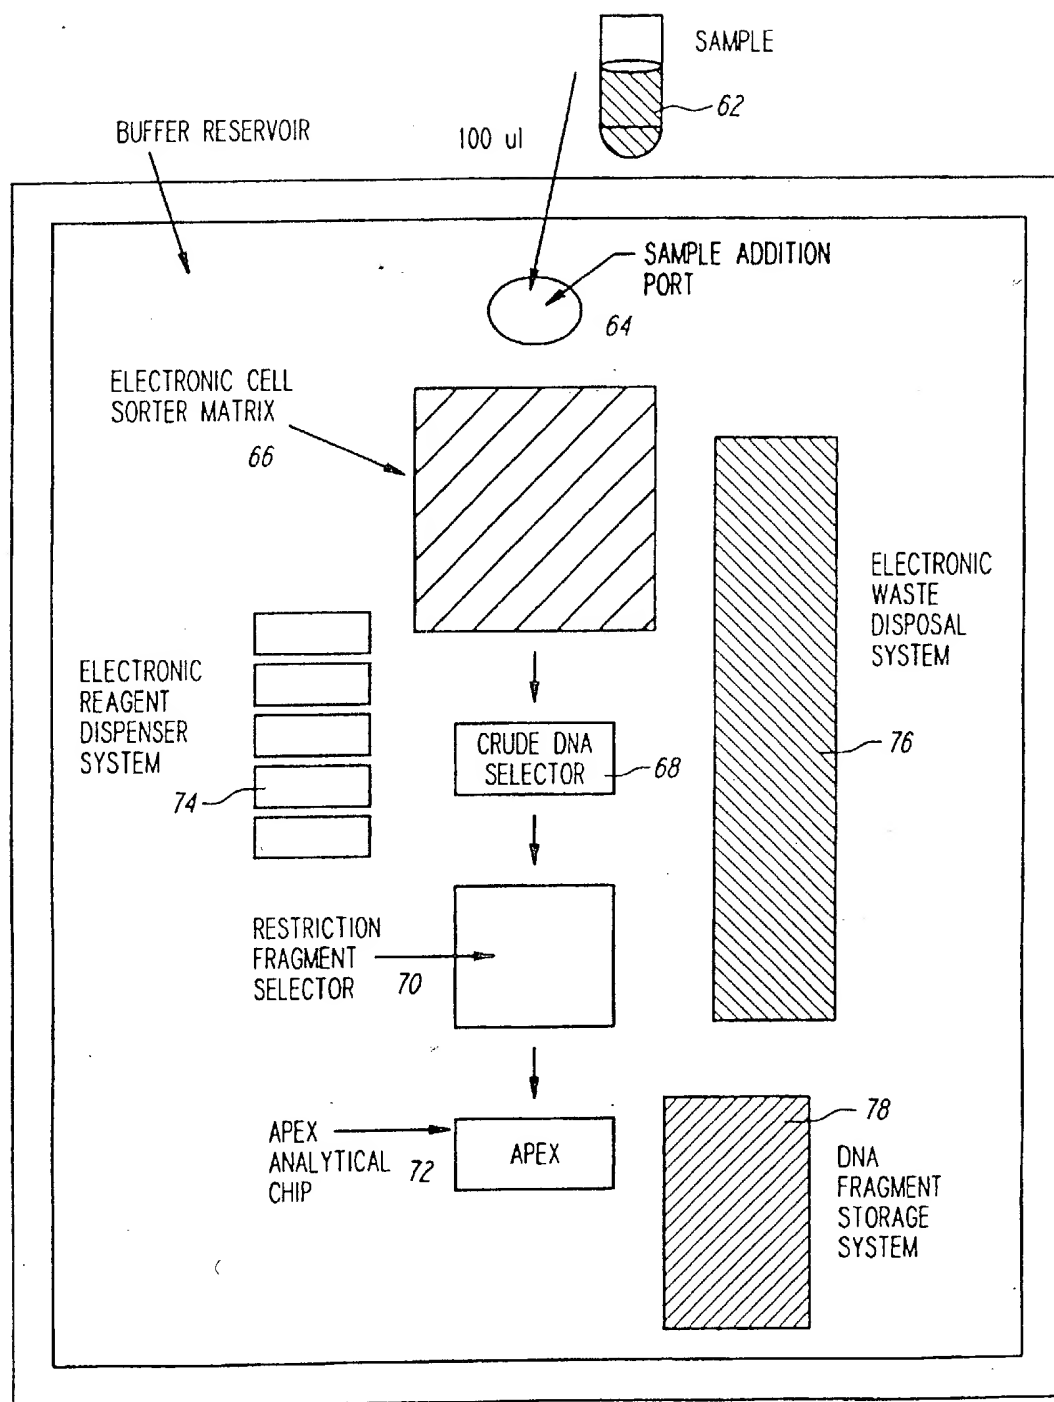 SAMPLE
62
BUFFER RESERVOIR
100 ul
SAMPLE ADDITION
PORT
64
ELECTRONIC CELL
SORTER MATRIX
66
ELECTRONIC
WASTE
DISPOSAL
SYSTEM
ELECTRONIC
REAGENT
DISPENSER
SYSTEM
74
CRUDE DNA
SELECTOR
68
76
RESTRICTION
FRAGMENT
SELECTOR
70
APEX
ANALYTICAL
CHIP
72
APEX
78
DNA
FRAGMENT
STORAGE
SYSTEM